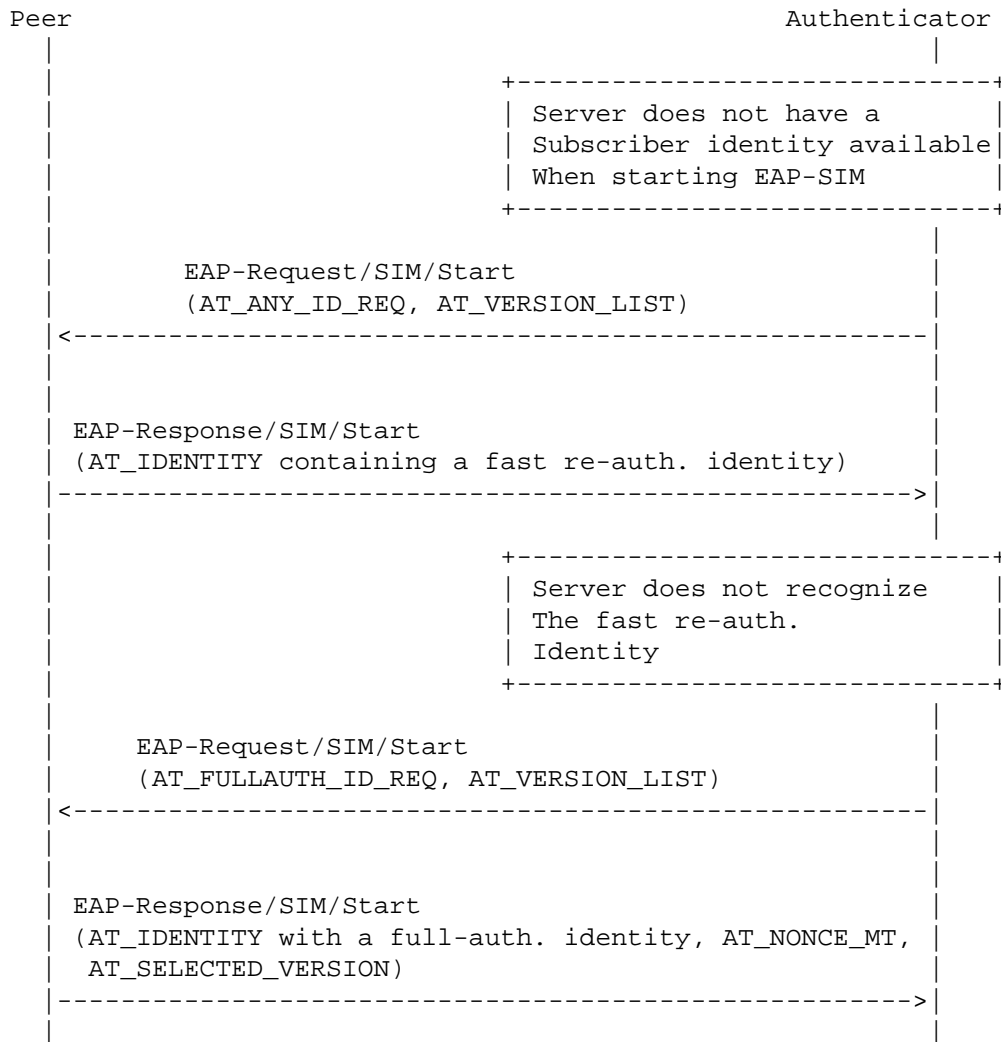 Peer Authenticator
Server does not have a
Subscriber identity available
When starting EAP-SIM
EAP-Request/SIM/Start
(AT_ANY_ID_REQ, AT_VERSION_LIST)
EAP-Response/SIM/Start
(AT_IDENTITY containing a fast re-auth. identity)
Server does not recognize
The fast re-auth.
Identity
EAP-Request/SIM/Start
(AT_FULLAUTH_ID_REQ, AT_VERSION_LIST)
EAP-Response/SIM/Start
(AT_IDENTITY with a full-auth. identity, AT_NONCE_MT,
AT_SELECTED_VERSION)